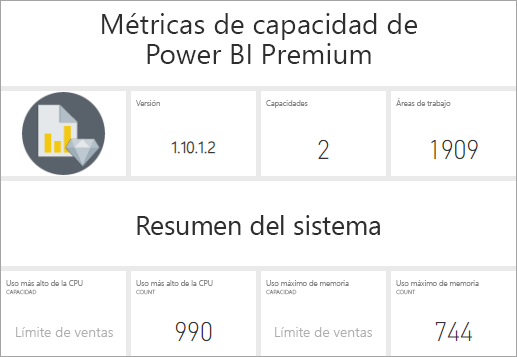 Métricas de capacidad de
Power BI Premium
Versión
Capacidades
Áreas de trabajo
1.10.1.2
2
1909
Resumen del sistema
Uso más alto de la CPU
CAPACIDAD
Límite de ventas
Uso más alto de la CPU
COUNT
990
Uso máximo de memoria
CAPACIDAD
Límite de ventas
Uso máximo de memoria
COUNT
744